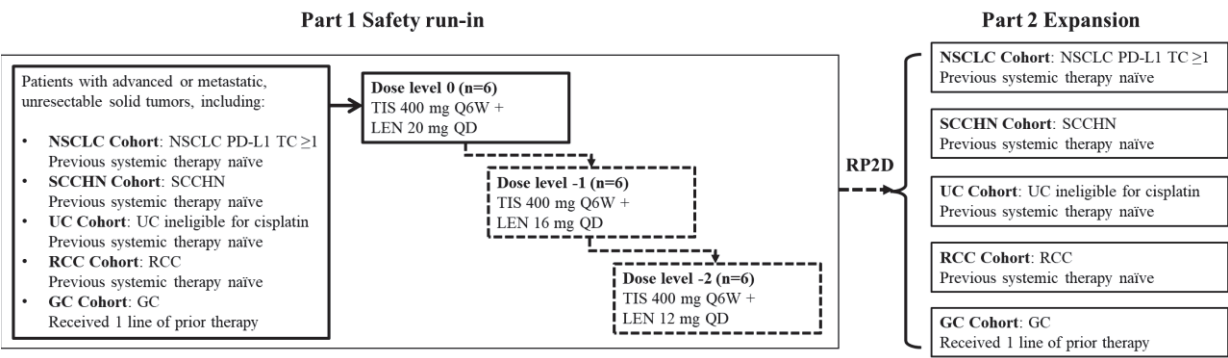 Part 1 Safety run-in
Part 2 Expansion
Patients with advanced or metastatic,
unresectable solid tumors, including:
• NSCLC Cohort: NSCLC PD-L1 TC ≥1
Previous systemic therapy naïve
• SCCHN Cohort: SCCHN
Previous systemic therapy naïve
• UC Cohort: UC ineligible for cisplatin
Previous systemic therapy naïve
• RCC Cohort: RCC
Previous systemic therapy naïve
• GC Cohort: GC
Received 1 line of prior therapy
Dose level 0 (n=6)
TIS 400 mg Q6W +
LEN 20 mg QD
Dose level -1 (n=6)
TIS 400 mg Q6W +
LEN 16 mg QD
Dose level -2 (n=6)
TIS 400 mg Q6W +
LEN 12 mg QD
RP2D
NSCLC Cohort: NSCLC PD-L1 TC ≥1
Previous systemic therapy naïve
SCCHN Cohort: SCCHN
Previous systemic therapy naïve
UC Cohort: UC ineligible for cisplatin
Previous systemic therapy naïve
RCC Cohort: RCC
Previous systemic therapy naïve
GC Cohort: GC
Received 1 line of prior therapy